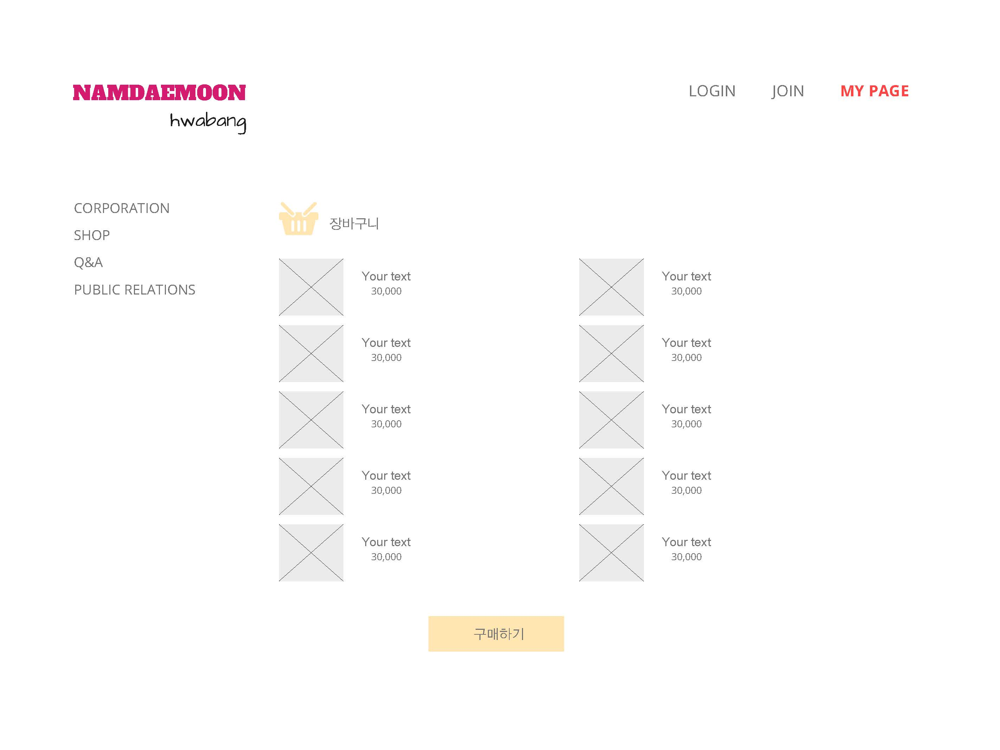 NAMDAEMOON
hwabang
LOGIN JOIN MY PAGE
CORPORATION
SHOP
Q&A
PUBLIC RELATIONS
장바구니
Your text
30,000
Your text
30,000
Your text
30,000
Your text
30,000
Your text
30,000
Your text
30,000
Your text
30,000
Your text
30,000
Your text
30,000
Your text
30,000
구매하기